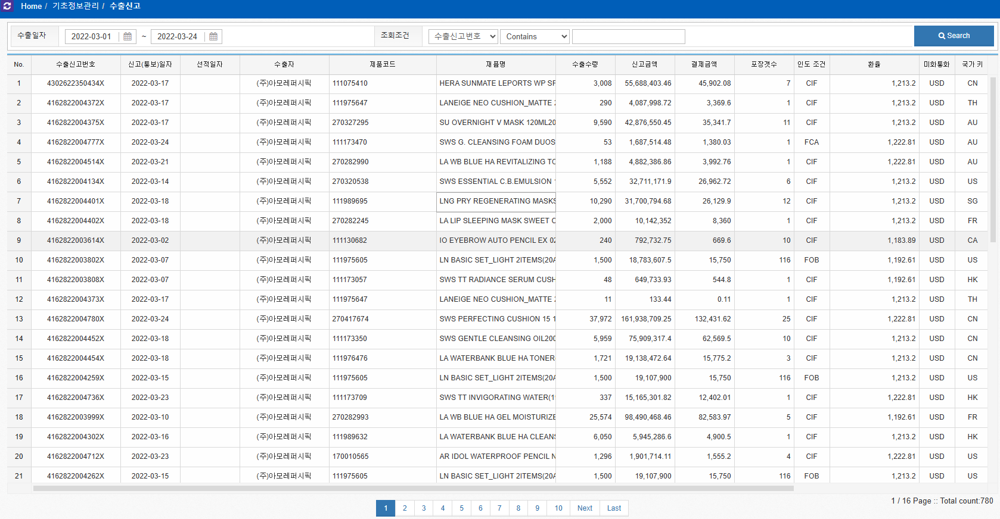 Home / 기초정보관리 / 수출신고
수출일자 2022-03-01 ~ 2022-03-24 조회조건 수출신고번호 Contains Search
No. 수출신고번호 신고(통보)일자 선적일자 수출자 제품코드 재픔명 수출수량 신고금액 결제금액 포장갯수 인도 조건 환율 미화통화 국가 키
1 4302622350434X 2022-03-17 (주)아모레퍼시픽 111075410 HERA SUNMATE LEPORTS WP SF 3,008 55,688,403.46 45,902.08 7 CIF 1,213.2 USD CN
2 4162822004372X 2022-03-17 (주)아모레퍼시픽 111975647 LANEIGE NEO CUSHION_MATTE 2 290 4,087,998.72 3,369.6 1 CIF 1,213.2 USD TH
3 4162822004375X 2022-03-17 (주)아모레퍼시픽 270327295 SU OVERNIGHT V MASK 120ML20 9,590 42,876,550.45 35,341.7 11 CIF 1,213.2 USD AU
4 4162822004777X 2022-03-24 (주)아모레퍼시픽 111173470 SWS G. CLEANSING FOAM DUOS 53 1,687,514.48 1,380.03 1 FCA 1,222.81 USD AU
5 4162822004514X 2022-03-21 (주)아모레퍼시픽 270282990 LA WB BLUE HA REVITALIZING TO 1,188 4,882,386.86 3,992.76 1 CIF 1,222.81 USD AU
6 4162822004134X 2022-03-14 (주)아모레퍼시픽 270320538 SWS ESSENTIAL C.B.EMULSION 5,552 32,711,171.9 26,962.72 6 CIF 1,213.2 USD US
7 4162822004401X 2022-03-18 (주)아모레퍼시픽 111989695 LNG PRY REGENERATING MASKS 10,290 31,700,794.68 26,129.9 12 CIF 1,213.2 USD SG
8 4162822004402X 2022-03-18 (주)아모레퍼시픽 270282245 LA LIP SLEEPING MASK SWEET C 2,000 10,142,352 8,360 1 CIF 1,213.2 USD FR
9 4162822003614X 2022-03-02 (주)아모레퍼시픽 111130682 IO EYEBROW AUTO PENCIL EX 02 240 792,732.75 669.6 10 CIF 1,183.89 USD CA
10 4162822003802X 2022-03-07 (주)아모레퍼시픽 111975605 LN BASIC SET_LIGHT 2ITEMS(20A 1,500 18,783,607.5 15,750 116 FOB 1,192.61 USD US
11 4162822003808X 2022-03-07 (주)아모레퍼시픽 111173057 SWS TT RADIANCE SERUM CUSH 48 649,733.93 544.8 1 CIF 1,192.61 USD HK
12 4162822004373X 2022-03-17 (주)아모레퍼시픽 111975647 LANEIGE NEO CUSHION_MATTE 2 11 133.44 0.11 1 CIF 1,213.2 USD TH
13 4162822004780X 2022-03-24 (주)아모레퍼시픽 270417674 SWS PERFECTING CUSHION 15 1 37,972 161,938,709.25 132,431.62 25 CIF 1,222.81 USD CN
14 4162822004452X 2022-03-18 (주)아모레퍼시픽 111173350 SWS GENTLE CLEANSING OIL200 5,959 75,909,317.4 62,569.5 10 CIF 1,213.2 USD CN
15 4162822004454X 2022-03-18 (주)아모레퍼시픽 111976476 LA WATERBANK BLUE HA TONER 1,721 19,138,472.64 15,775.2 3 CIF 1,213.2 USD CN
16 4162822004259X 2022-03-15 (주)아모레퍼시픽 111975605 LN BASIC SET_LIGHT 2ITEMS(20A 1,500 19,107,900 15,750 116 FOB 1,213.2 USD US
17 4162822004736X 2022-03-23 (주)아모레퍼시픽 111173709 SWS TT INVIGORATING WATER(1 337 15,165,301.82 12,402.01 1 CIF 1,222.81 USD HK
18 4162822003999X 2022-03-10 (주)아모레퍼시픽 270282993 LA WB BLUE HA GEL MOISTURIZE 25,574 98,490,468.46 82,583.97 5 CIF 1,192.61 USD FR
19 4162822004302X 2022-03-16 (주)아모레퍼시픽 111989632 LA WATERBANK BLUE HA CLEANS 6,050 5,945,286.6 4,900.5 1 CIF 1,213.2 USD HK
20 4162822004712X 2022-03-23 (주)아모레퍼시픽 170010565 AR IDOL WATERPROOF PENCIL N 1,296 1,901,714.11 1,555.2 4 CIF 1,222.81 USD US
21 4162822004262X 2022-03-15 (주)아모레퍼시픽 111975605 LN BASIC SET_LIGHT 2ITEMS(20A 1,500 19,107,900 15,750 116 FOB 1,213.2 USD US
1 / 16 Page :: Total count:780
1 2 3 4 5 6 7 8 9 10 Next Last